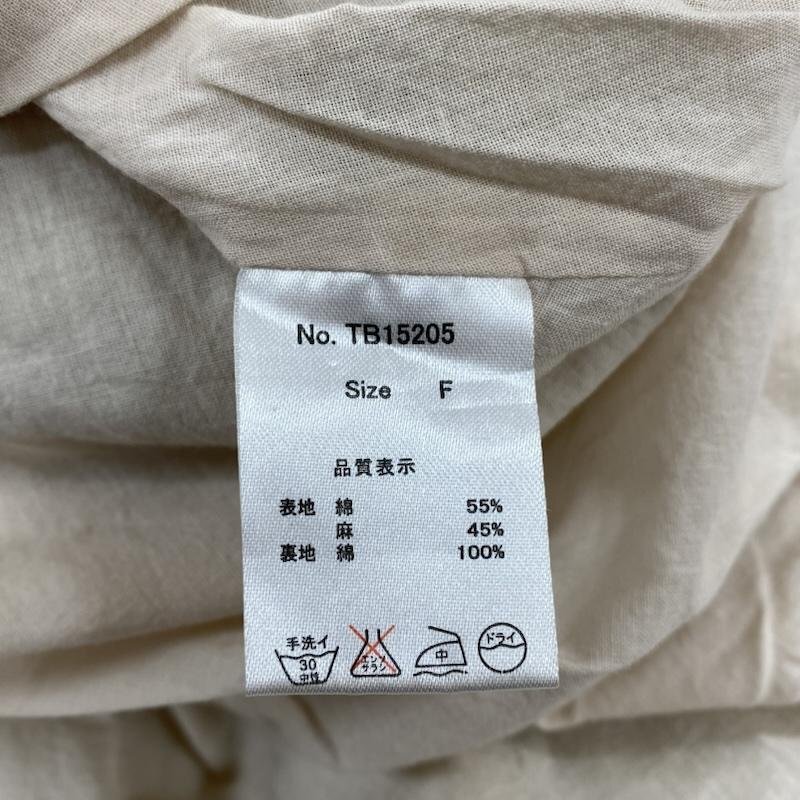 No. TB15205
Size F
品質表示
表地 綿 55%
麻 45%
裏地 綿 100%
手洗イ
30
中性
エンソ
サラシ
中
ドライ